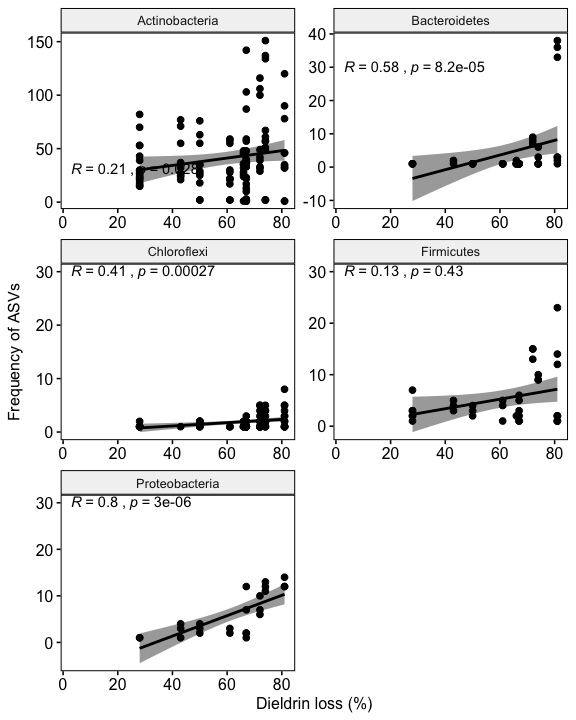 Actinobacteria
Bacteroidetes
150
100
50
0
R = 0.21 , p = 0.028
0 20 40 60 80
40
30
20
10
0
-10
R = 0.58 , p = 8.2e-05
0 20 40 60 80
Chloroflexi
Firmicutes
30
20
10
0
R = 0.41 , p = 0.00027
0 20 40 60 80
30
20
10
0
R = 0.13 , p = 0.43
0 20 40 60 80
Frequency of ASVs
Proteobacteria
30
20
10
0
R = 0.8 , p = 3e-06
0 20 40 60 80
Dieldrin loss (%)